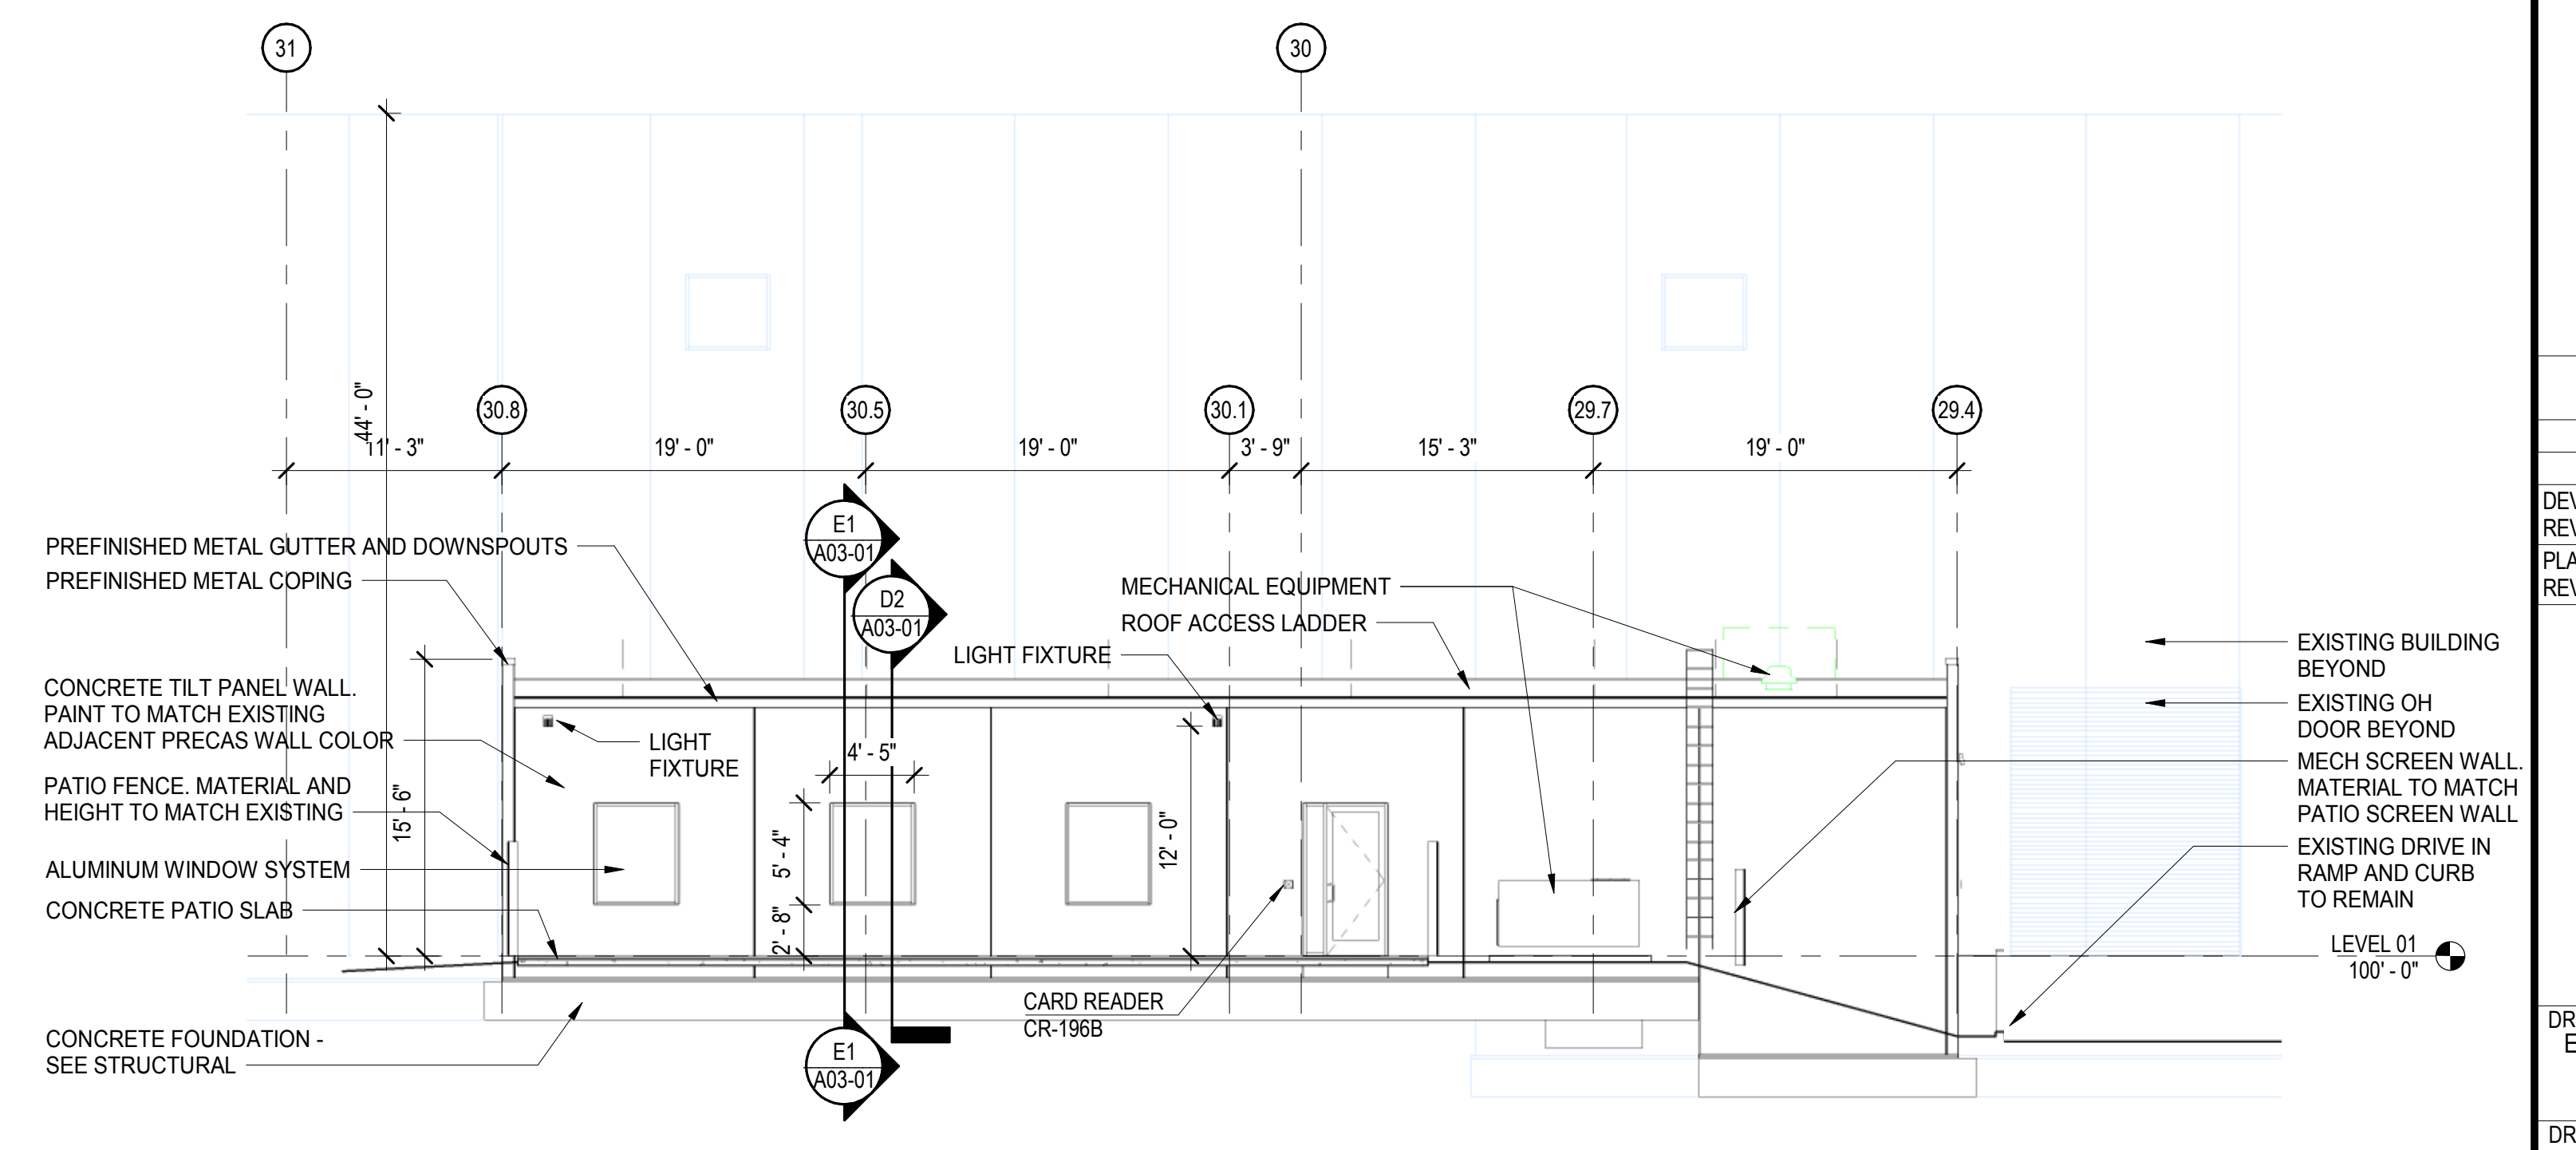 31
30
44' - 0"
30.8
30.5
30.1
29.7
29.4
11' - 3"
19' - 0"
19' - 0"
3' - 9"
15' - 3"
19' - 0"
E1
A03-01
D2
A03-01
PREFINISHED METAL GUTTER AND DOWNSPOUTS
PREFINISHED METAL COPING
CONCRETE TILT PANEL WALL.
PAINT TO MATCH EXISTING
ADJACENT PRECAS WALL COLOR
PATIO FENCE. MATERIAL AND
HEIGHT TO MATCH EXISTING
ALUMINUM WINDOW SYSTEM
CONCRETE PATIO SLAB
CONCRETE FOUNDATION -
SEE STRUCTURAL
15' - 6"
LIGHT
FIXTURE
4' - 5"
5' - 4"
2' - 8"
12' - 0"
MECHANICAL EQUIPMENT
ROOF ACCESS LADDER
LIGHT FIXTURE
CARD READER
CR-196B
E1
A03-01
EXISTING BUILDING
BEYOND
EXISTING OH
DOOR BEYOND
MECH SCREEN WALL.
MATERIAL TO MATCH
PATIO SCREEN WALL
EXISTING DRIVE IN
RAMP AND CURB
TO REMAIN
LEVEL 01
100' - 0"
DEV
REV
PLA
REV
DR
E
DR